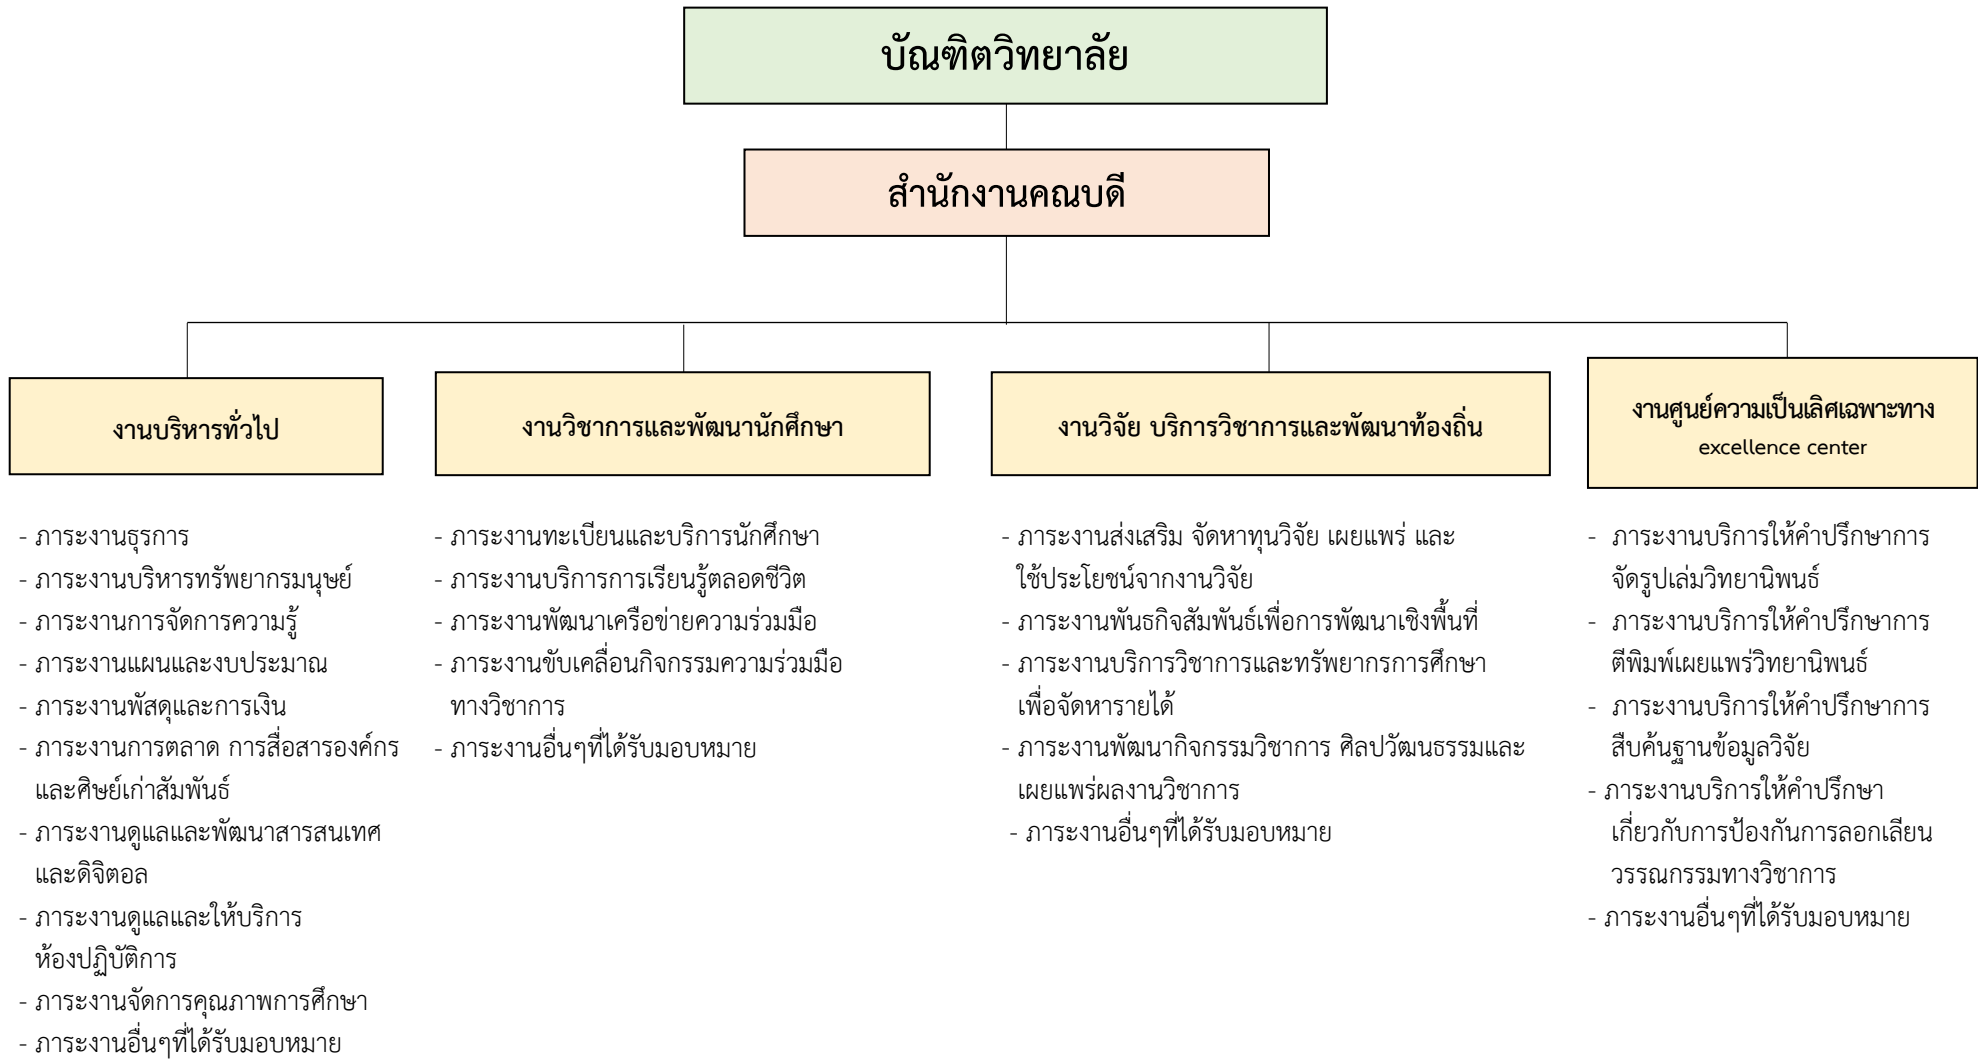 บัณฑิตวิทยาลัย
สำนักงานคณบดี
งานบริหารทั่วไป
- ภาระงานธุรการ
- ภาระงานบริหารทรัพยากรมนุษย์
- ภาระงานการจัดการความรู้
- ภาระงานแผนและงบประมาณ
- ภาระงานพัสดุและการเงิน
- ภาระงานการตลาด การสื่อสารองค์กร
และศิษย์เก่าสัมพันธ์
- ภาระงานดูแลและพัฒนาสารสนเทศ
และดิจิตอล
- ภาระงานดูแลและให้บริการ
ห้องปฏิบัติการ
- ภาระงานจัดการคุณภาพการศึกษา
- ภาระงานอื่นๆที่ได้รับมอบหมาย
งานวิชาการและพัฒนานักศึกษา
- ภาระงานทะเบียนและบริการนักศึกษา
- ภาระงานบริการการเรียนรู้ตลอดชีวิต
- ภาระงานพัฒนาเครือข่ายความร่วมมือ
- ภาระงานขับเคลื่อนกิจกรรมความร่วมมือ
ทางวิชาการ
- ภาระงานอื่นๆที่ได้รับมอบหมาย
งานวิจัย บริการวิชาการและพัฒนาท้องถิ่น
- ภาระงานส่งเสริม จัดหาทุนวิจัย เผยแพร่ และ
ใช้ประโยชน์จากงานวิจัย
- ภาระงานพันธกิจสัมพันธ์เพื่อการพัฒนาเชิงพื้นที่
- ภาระงานบริการวิชาการและทรัพยากรการศึกษา
เพื่อจัดหารายได้
- ภาระงานพัฒนากิจกรรมวิชาการ ศิลปวัฒนธรรมและ
เผยแพร่ผลงานวิชาการ
- ภาระงานอื่นๆที่ได้รับมอบหมาย
งานศูนย์ความเป็นเลิศเฉพาะทาง
excellence center
- ภาระงานบริการให้คำปรึกษาการ
จัดรูปเล่มวิทยานิพนธ์
- ภาระงานบริการให้คำปรึกษาการ
ตีพิมพ์เผยแพร่วิทยานิพนธ์
- ภาระงานบริการให้คำปรึกษาการ
สืบค้นฐานข้อมูลวิจัย
- ภาระงานบริการให้คำปรึกษา
เกี่ยวกับการป้องกันการลอกเลียน
วรรณกรรมทางวิชาการ
- ภาระงานอื่นๆที่ได้รับมอบหมาย